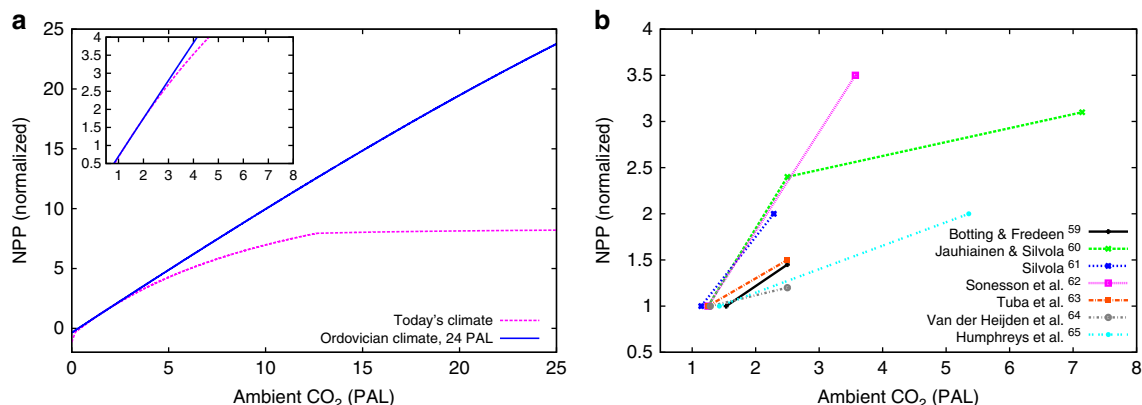 a
NPP (normalized)
25
20
15
10
5
0
4
3.5
3
2.5
2
1.5
1
0.5
1 2 3 4 5 6 7 8
Today's climate
Ordovician climate, 24 PAL
0 5 10 15 20 25
Ambient CO2 (PAL)
b
NPP (normalized)
4
3.5
3
2.5
2
1.5
1
0.5
Botting & Fredeen 59
Jauhiainen & Silvola 60
Silvola 61
Sonesson et al. 62
Tuba et al. 63
Van der Heijden et al. 64
Humphreys et al. 65
0 1 2 3 4 5 6 7 8
Ambient CO2 (PAL)